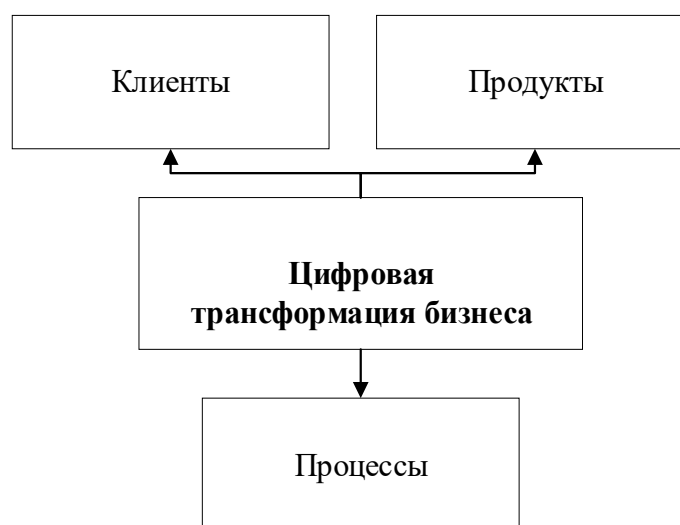 Клиенты
Продукты
Цифровая
трансформация бизнеса
Процессы